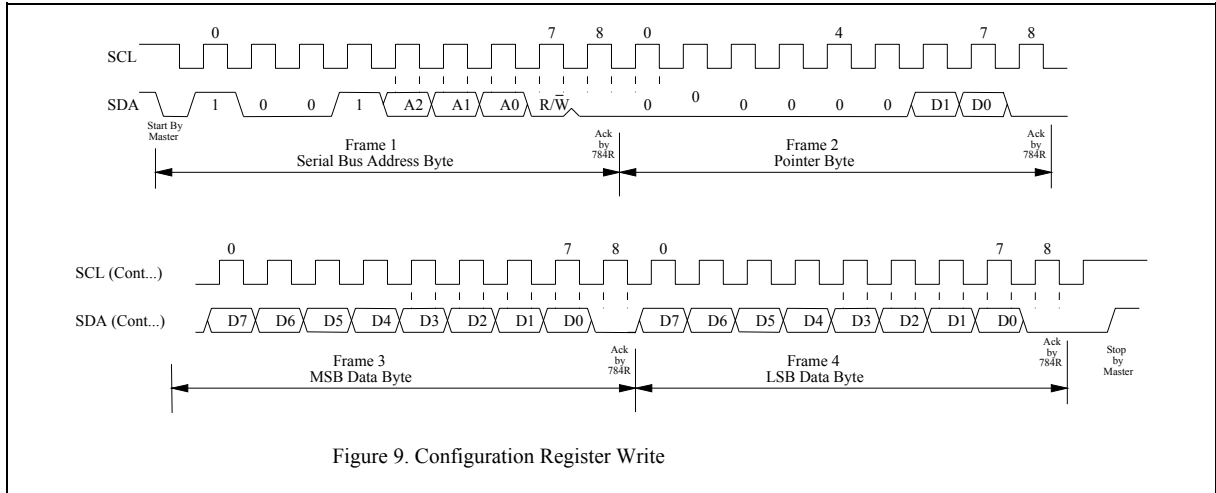 0 7 8 0 4 7 8
SCL
SDA 1 0 0 1 A2 A1 A0 R/W̅ 0 0 0 0 0 0 D1 D0
Start By
Master
Ack
by
784R
Ack
by
784R
Frame 1
Serial Bus Address Byte
Frame 2
Pointer Byte
0 7 8 0 7 8
SCL (Cont...)
SDA (Cont...) D7 D6 D5 D4 D3 D2 D1 D0 D7 D6 D5 D4 D3 D2 D1 D0
Frame 3
MSB Data Byte
Ack
by
784R
Frame 4
LSB Data Byte
Ack
by
784R
Stop
by
Master
Figure 9. Configuration Register Write